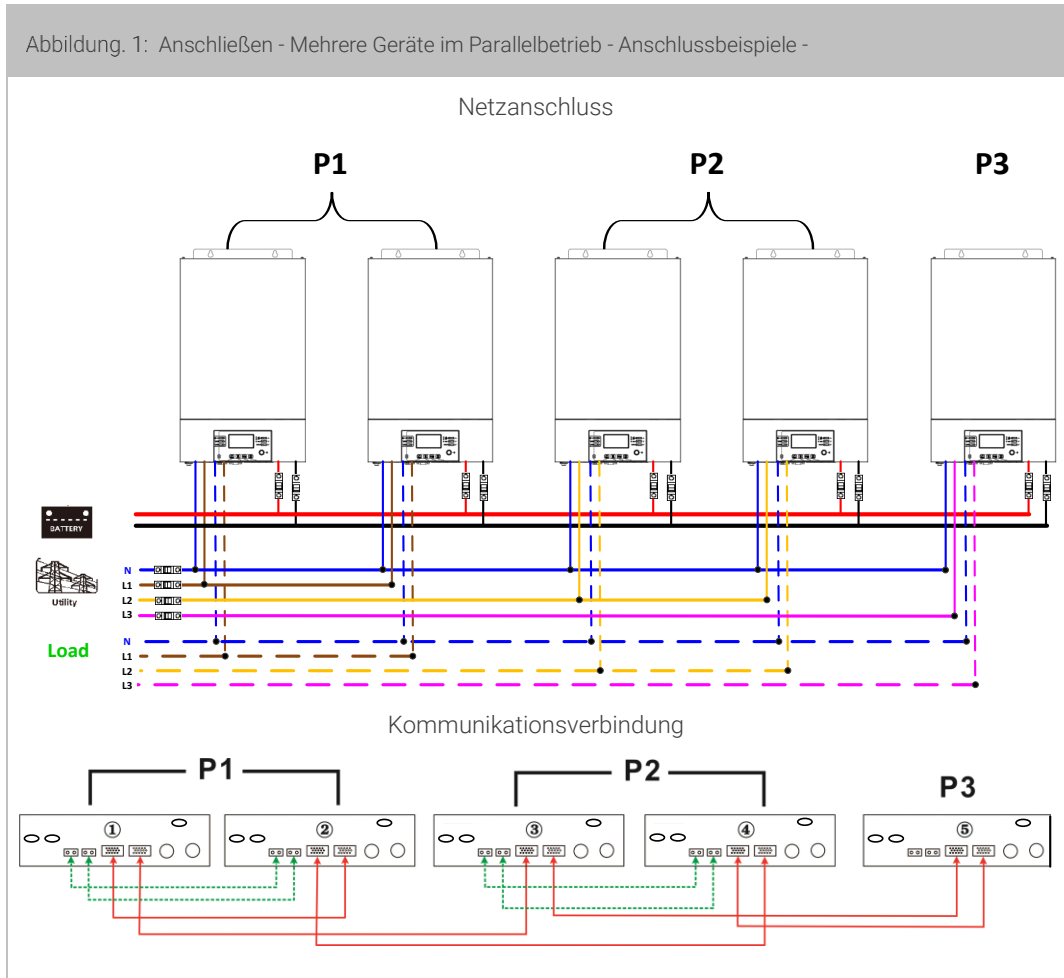 Abbildung. 1: Anschließen - Mehrere Geräte im Parallelbetrieb - Anschlussbeispiele -
Netzanschluss
P1 P2 P3
BATTERY
N
L1
Utility
L2
L3
Load
N
L1
L2
L3
Kommunikationsverbindung
P1 P2 P3
① ② ③ ④ ⑤